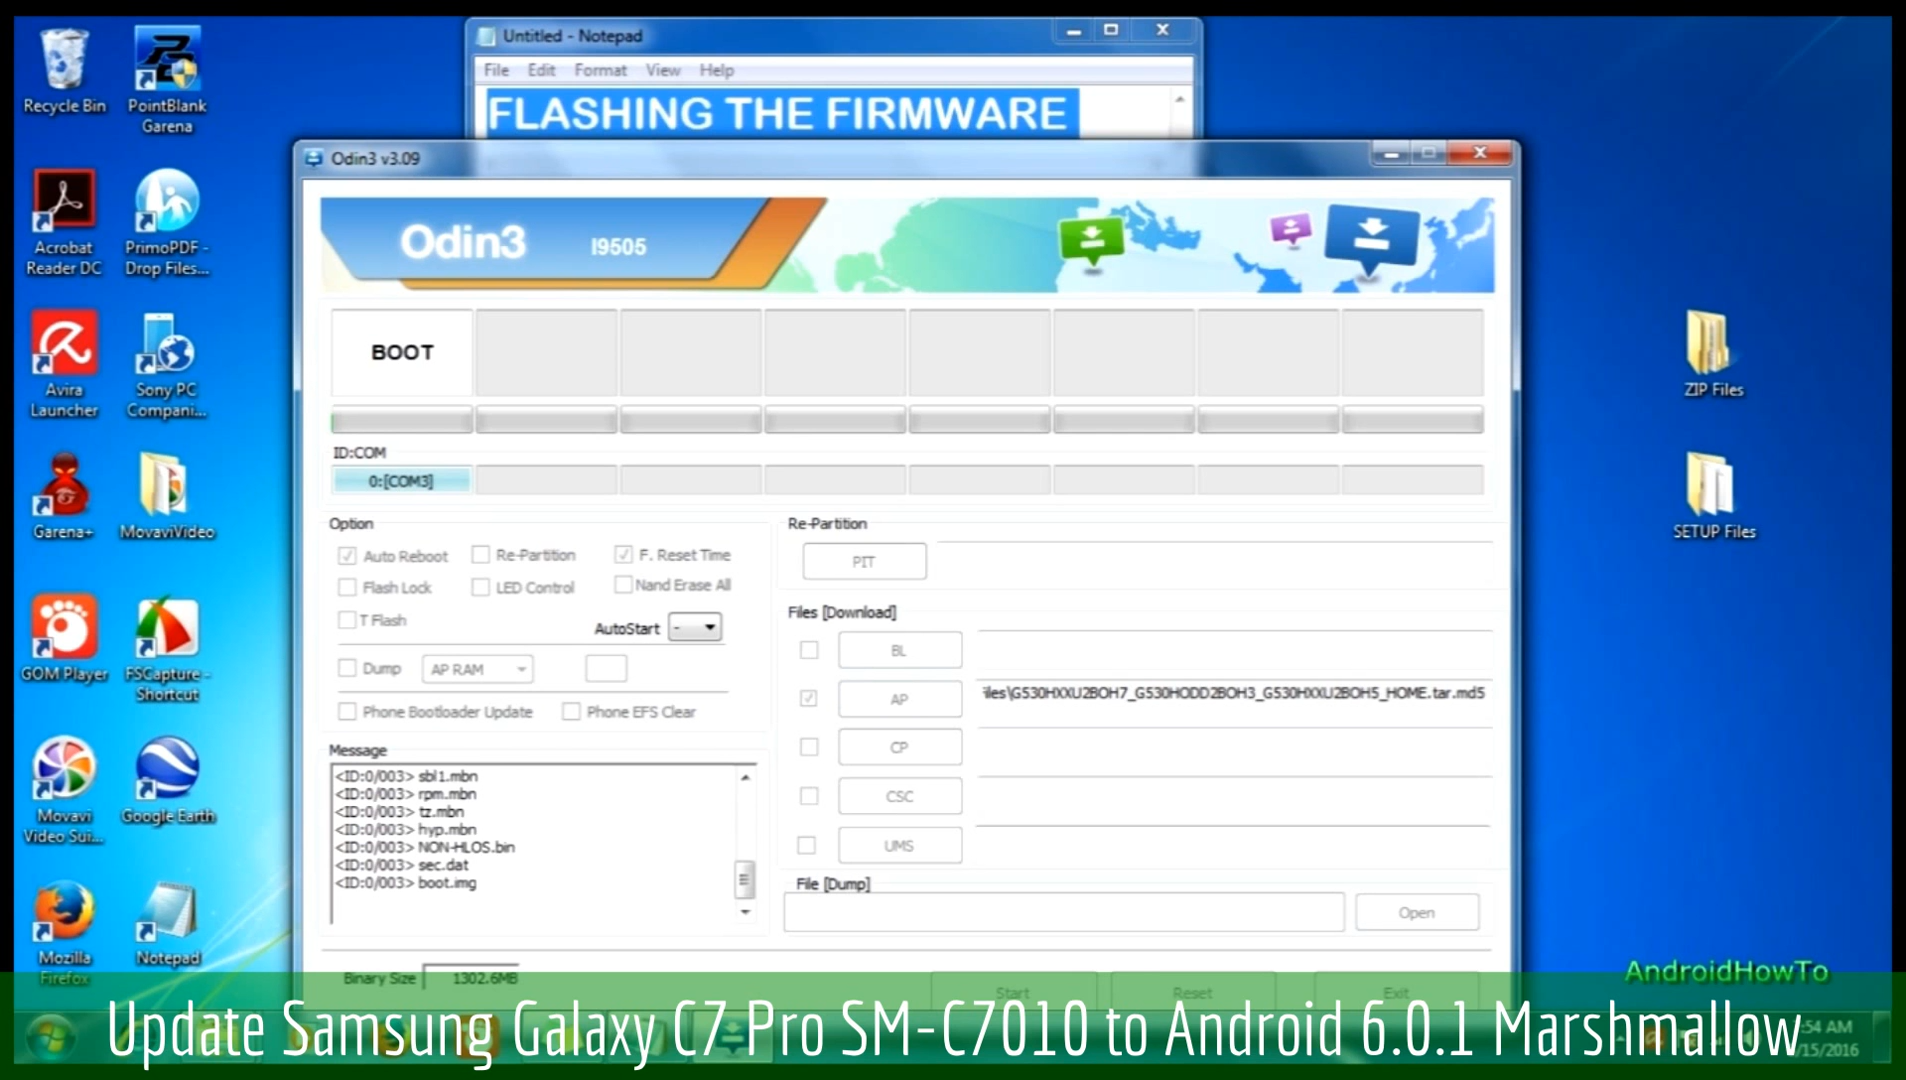 Untitled - Notepad
File Edit Format View Help
FLASHING THE FIRMWARE
Recycle Bin
PointBlank
Garena
Acrobat
Reader DC
PrimoPDF -
Drop Files...
Avira
Launcher
Sony PC
Compani...
Garena+
MovaviVideo
GOM Player
FSCapture -
Shortcut
Movavi
Video Sui...
Google Earth
Mozilla
Firefox
Notepad
Odin3 v3.09
Odin3 I9505
BOOT
ID:COM
0:[COM3]
Option
Auto Reboot Re-Partition F. Reset Time
Flash Lock LED Control Nand Erase All
T Flash
AutoStart -
Dump AP RAM
Phone Bootloader Update Phone EFS Clear
Message
<ID:0/003> sbl1.mbn
<ID:0/003> rpm.mbn
<ID:0/003> tz.mbn
<ID:0/003> hyp.mbn
<ID:0/003> NON-HLOS.bin
<ID:0/003> sec.dat
<ID:0/003> boot.img
Binary Size 1302.6MB
Re-Partition
PIT
Files [Download]
BL
AP iles\G530HXXU2BOH7_G530HODD2BOH3_G530HXXU2BOH5_HOME.tar.md5
CP
CSC
UMS
File [Dump]
Open
Start Reset Exit
ZIP Files
SETUP Files
AndroidHowTo
Update Samsung Galaxy C7 Pro SM-C7010 to Android 6.0.1 Marshmallow
:54 AM
/15/2016